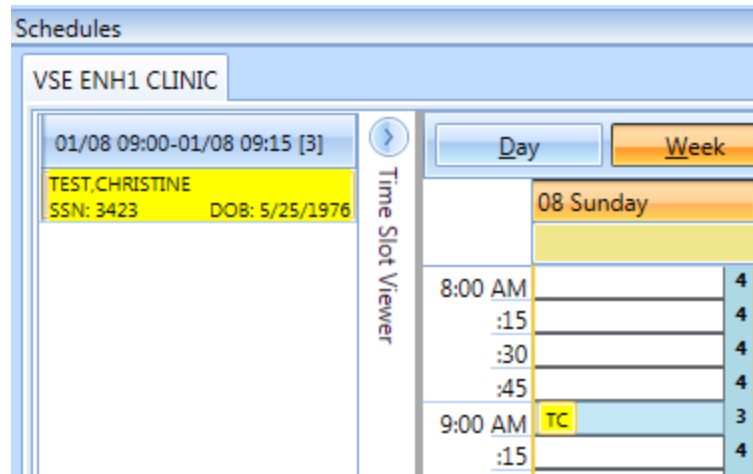 Schedules
VSE ENH1 CLINIC
01/08 09:00-01/08 09:15 [3]
TEST,CHRISTINE
SSN: 3423 DOB: 5/25/1976
Time Slot Viewer
Day Week
08 Sunday
8:00 AM 4
:15 4
:30 4
:45 4
9:00 AM TC 3
:15 4